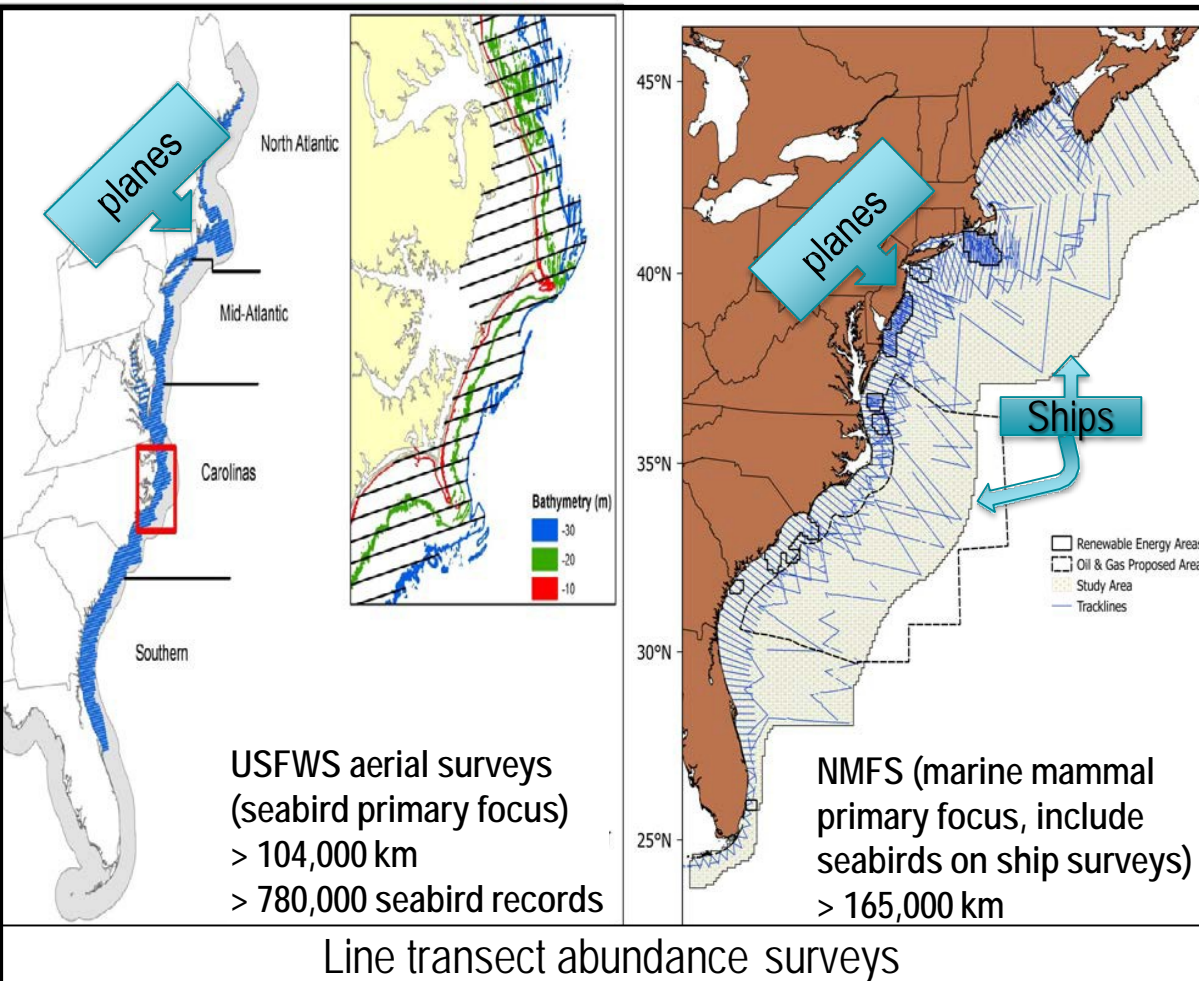 planes
North Atlantic
Mid-Atlantic
Carolinas
Southern
Bathymetry (m)
-30
-20
-10
USFWS aerial surveys
(seabird primary focus)
> 104,000 km
> 780,000 seabird records
45°N
40°N
35°N
30°N
25°N
planes
Ships
Renewable Energy Areas
Oil & Gas Proposed Area
Study Area
Tracklines
NMFS (marine mammal
primary focus, include
seabirds on ship surveys)
> 165,000 km
Line transect abundance surveys